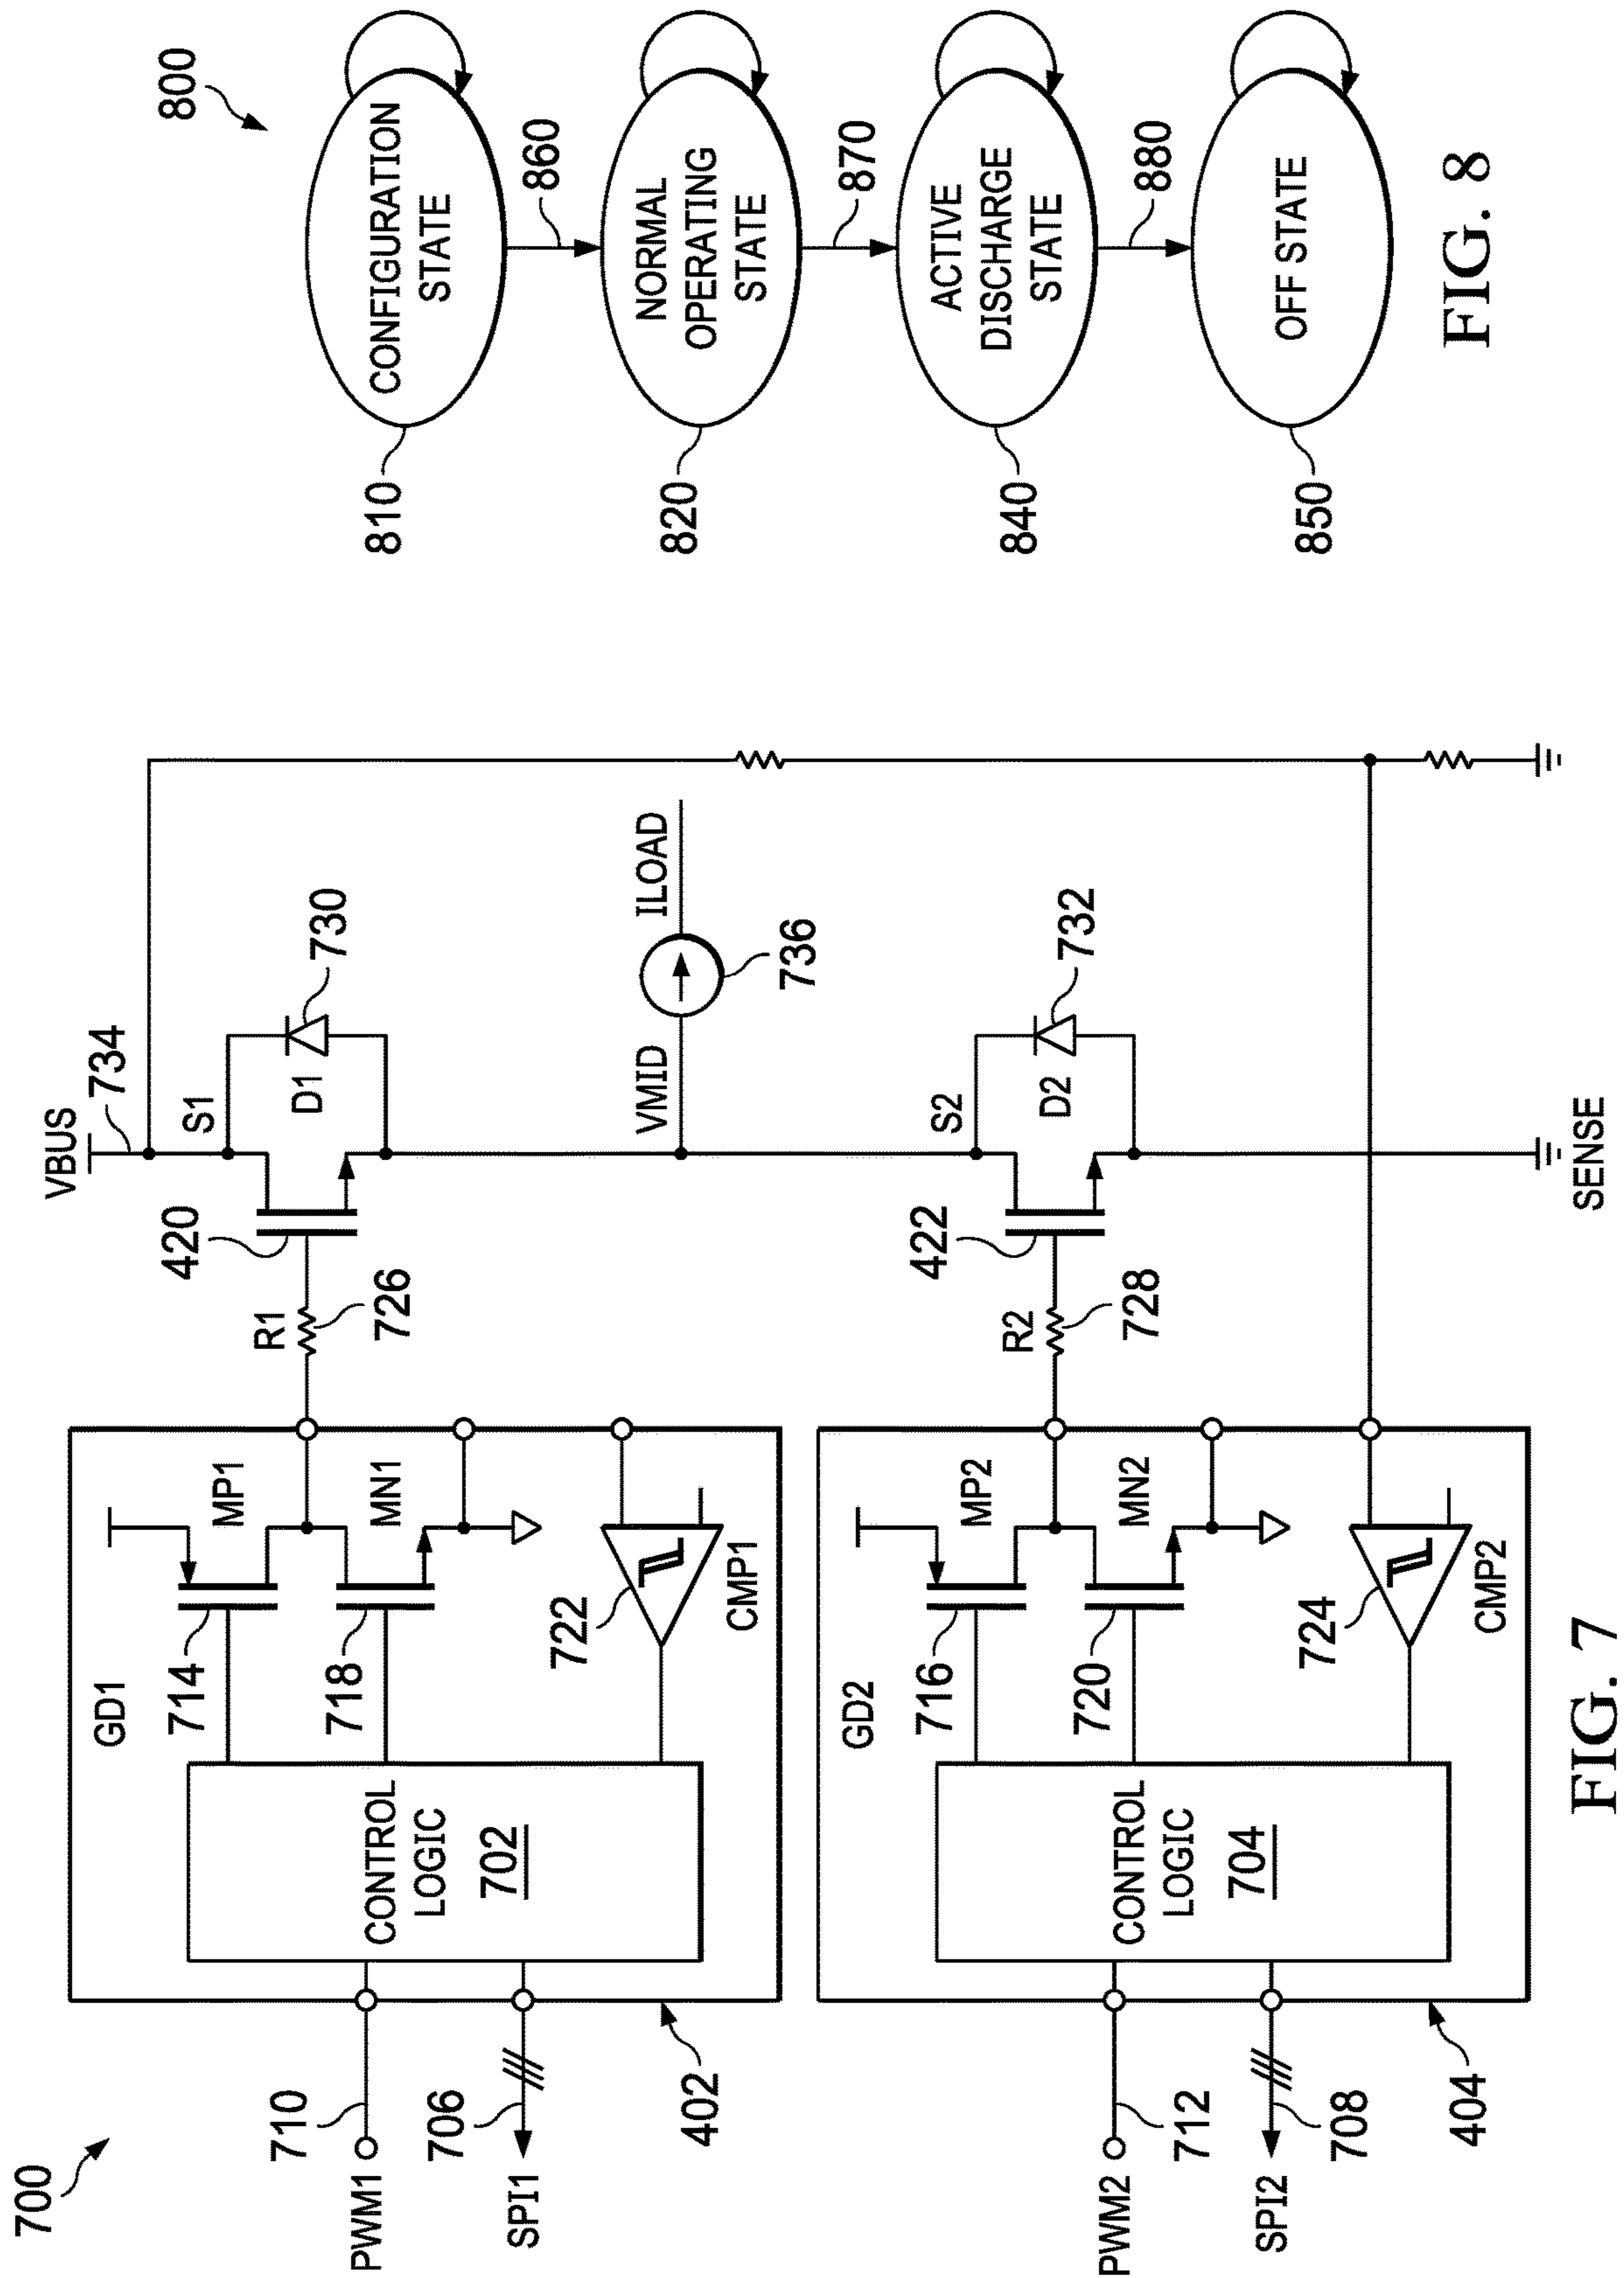 700
PWM1
710
SPI1
706
402
GD1
CONTROL
LOGIC
702
714
MP1
718
MN1
722
CMP1
R1
726
VBUS
734
420
S1
D1
730
VMID
ILOAD
736
PWM2
712
SPI2
708
404
GD2
CONTROL
LOGIC
704
716
MP2
720
MN2
724
CMP2
R2
728
422
S2
D2
732
SENSE
FIG. 7
800
810
CONFIGURATION
STATE
860
820
NORMAL
OPERATING
STATE
870
840
ACTIVE
DISCHARGE
STATE
880
850
OFF STATE
FIG. 8